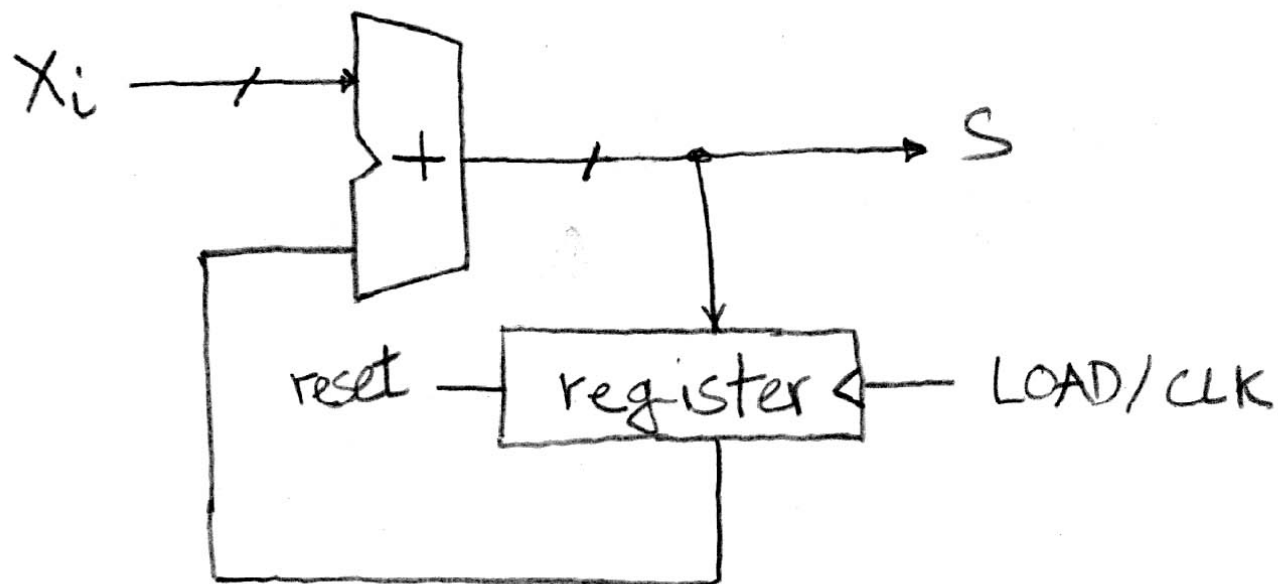 Xi
+
S
reset
register
LOAD/CLK